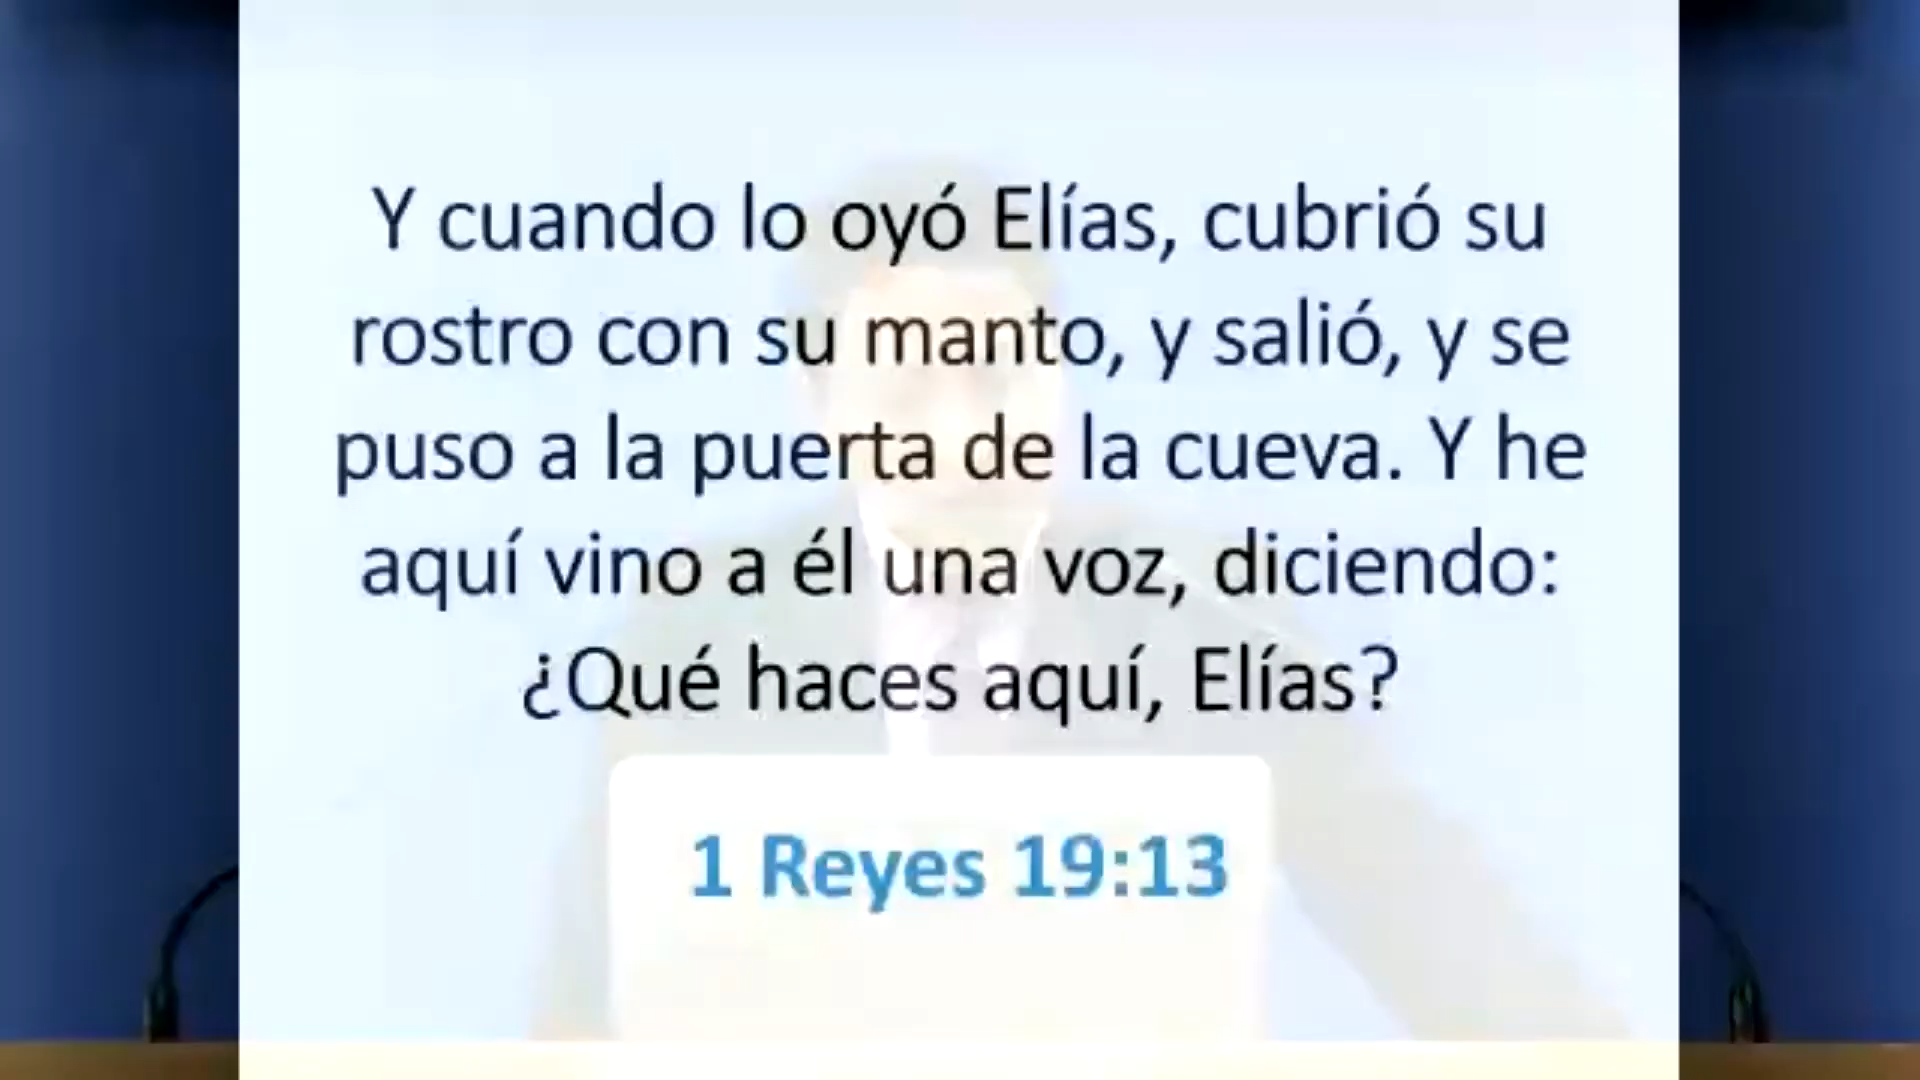 Y cuando lo oyó Elías, cubrió su
rostro con su manto, y salió, y se
puso a la puerta de la cueva. Y he
aquí vino a él una voz, diciendo:
¿Qué haces aquí, Elías?
1 Reyes 19:13